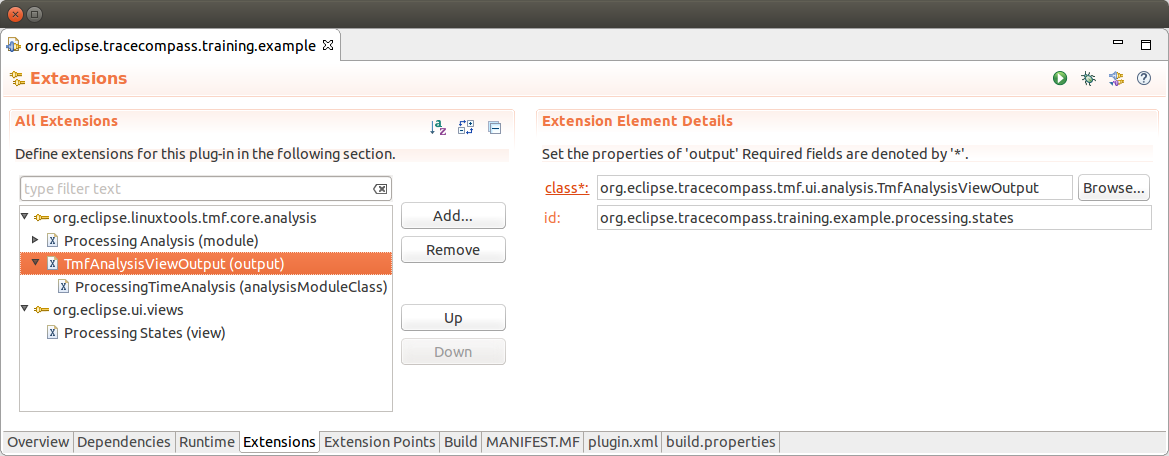 org.eclipse.tracecompass.training.example
Extensions
All Extensions
Define extensions for this plug-in in the following section.
type filter text
org.eclipse.linuxtools.tmf.core.analysis
Processing Analysis (module)
TmfAnalysisViewOutput (output)
ProcessingTimeAnalysis (analysisModuleClass)
org.eclipse.ui.views
Processing States (view)
Add...
Remove
Up
Down
Extension Element Details
Set the properties of 'output' Required fields are denoted by '*'.
class*: org.eclipse.tracecompass.tmf.ui.analysis.TmfAnalysisViewOutput Browse...
id: org.eclipse.tracecompass.training.example.processing.states
Overview Dependencies Runtime Extensions Extension Points Build MANIFEST.MF plugin.xml build.properties